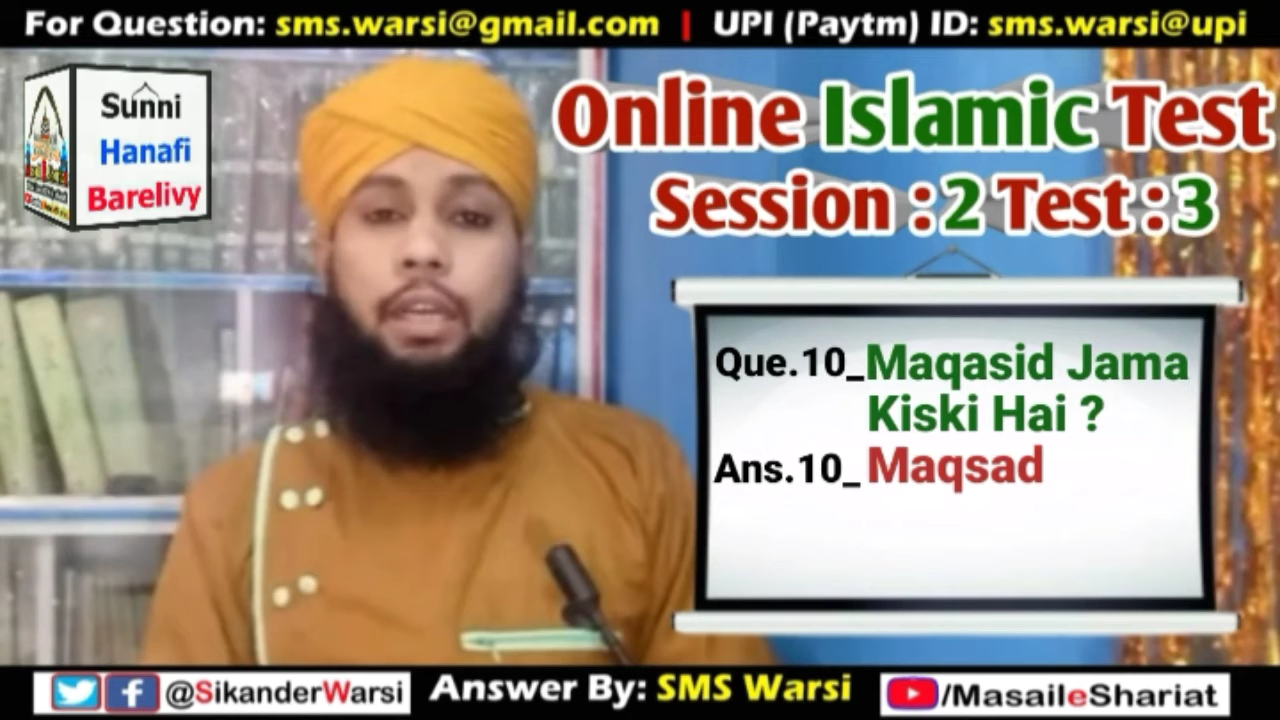 For Question: sms.warsi@gmail.com | UPI (Paytm) ID: sms.warsi@upi
Sunni
Hanafi
Barelivy
Online Islamic Test
Session : 2 Test : 3
Que.10_Maqasid Jama
Kiski Hai ?
Ans.10_Maqsad
@SikanderWarsi
Answer By: SMS Warsi
/MasaileShariat